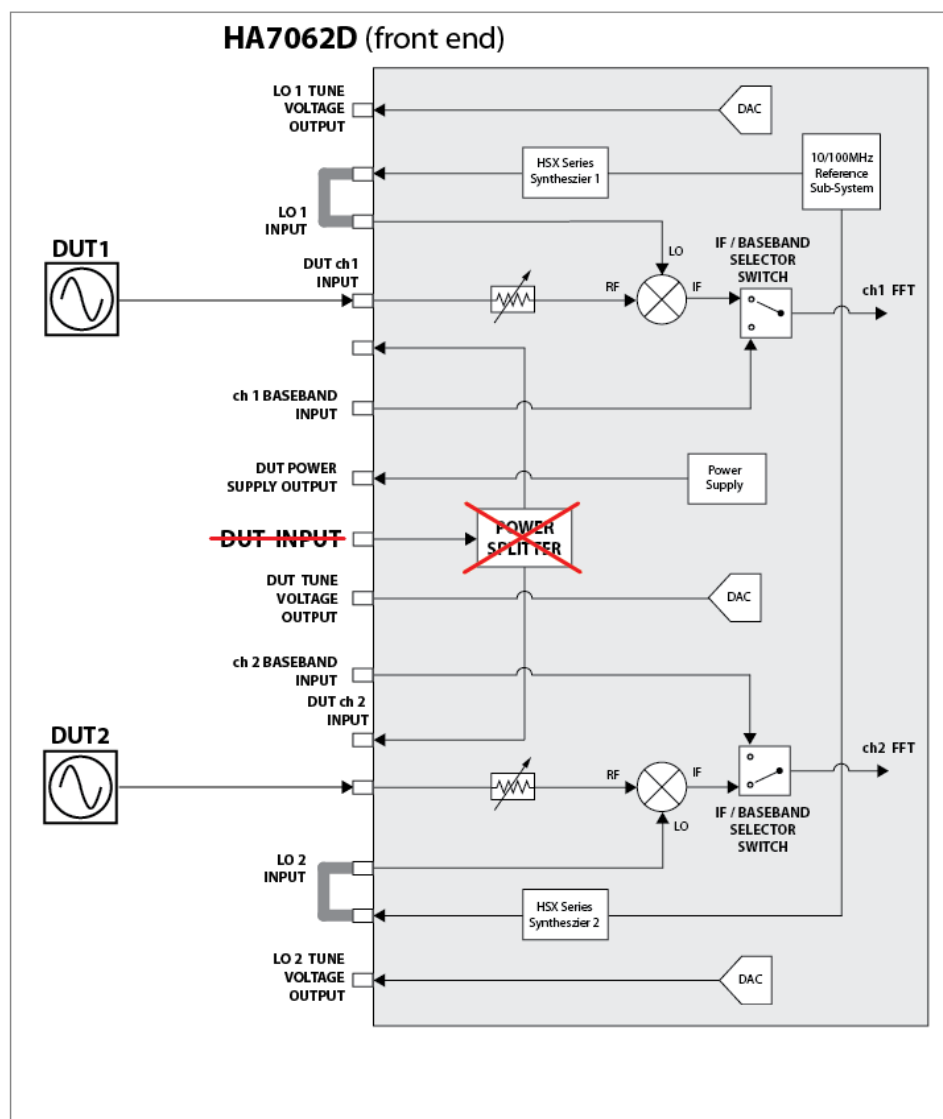 HA7062D (front end)
LO 1 TUNE
VOLTAGE
OUTPUT
DAC
HSX Series
Syntheszier 1
10/100MHz
Reference
Sub-System
LO 1
INPUT
LO
IF / BASEBAND
SELECTOR
SWITCH
DUT1
DUT ch1
INPUT
RF
IF
ch1 FFT
ch 1 BASEBAND
INPUT
DUT POWER
SUPPLY OUTPUT
Power
Supply
DUT INPUT
POWER
SPLITTER
DUT TUNE
VOLTAGE
OUTPUT
DAC
ch 2 BASEBAND
INPUT
DUT ch 2
INPUT
DUT2
RF
IF
ch2 FFT
LO
IF / BASEBAND
SELECTOR
SWITCH
LO 2
INPUT
HSX Series
Syntheszier 2
LO 2 TUNE
VOLTAGE
OUTPUT
DAC